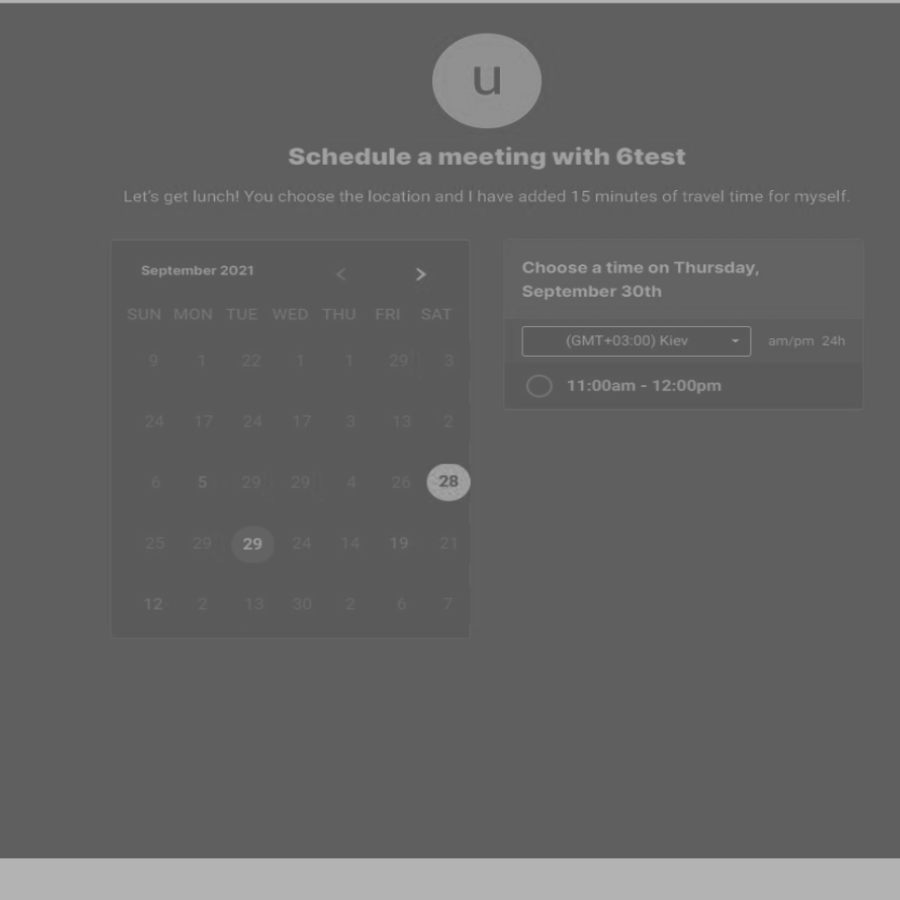 u
Schedule a meeting with 6test
Let's get lunch! You choose the location and I have added 15 minutes of travel time for myself.
September 2021 < >
SUN MON TUE WED THU FRI SAT
9 1 22 1 1 29 3
24 17 24 17 3 13 2
6 5 29 29 4 26 28
25 29 29 24 14 19 21
12 2 13 30 2 6 7
Choose a time on Thursday,
September 30th
(GMT+03:00) Kiev am/pm 24h
11:00am - 12:00pm